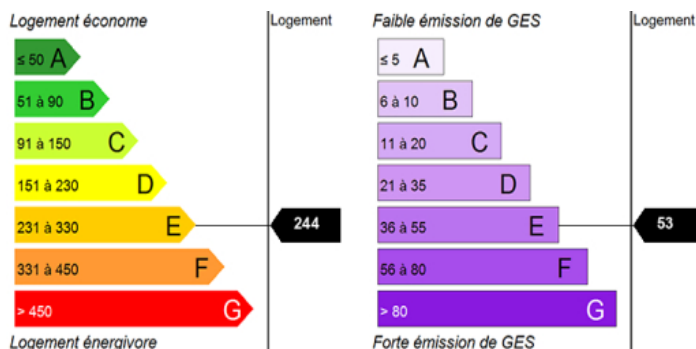 Logement économe
Logement
≤ 50 A
51 à 90 B
91 à 150 C
151 à 230 D
231 à 330 E
244
331 à 450 F
> 450 G
Logement énergivore
Faible émission de GES
Logement
≤ 5 A
6 à 10 B
11 à 20 C
21 à 35 D
36 à 55 E
53
56 à 80 F
> 80 G
Forte émission de GES